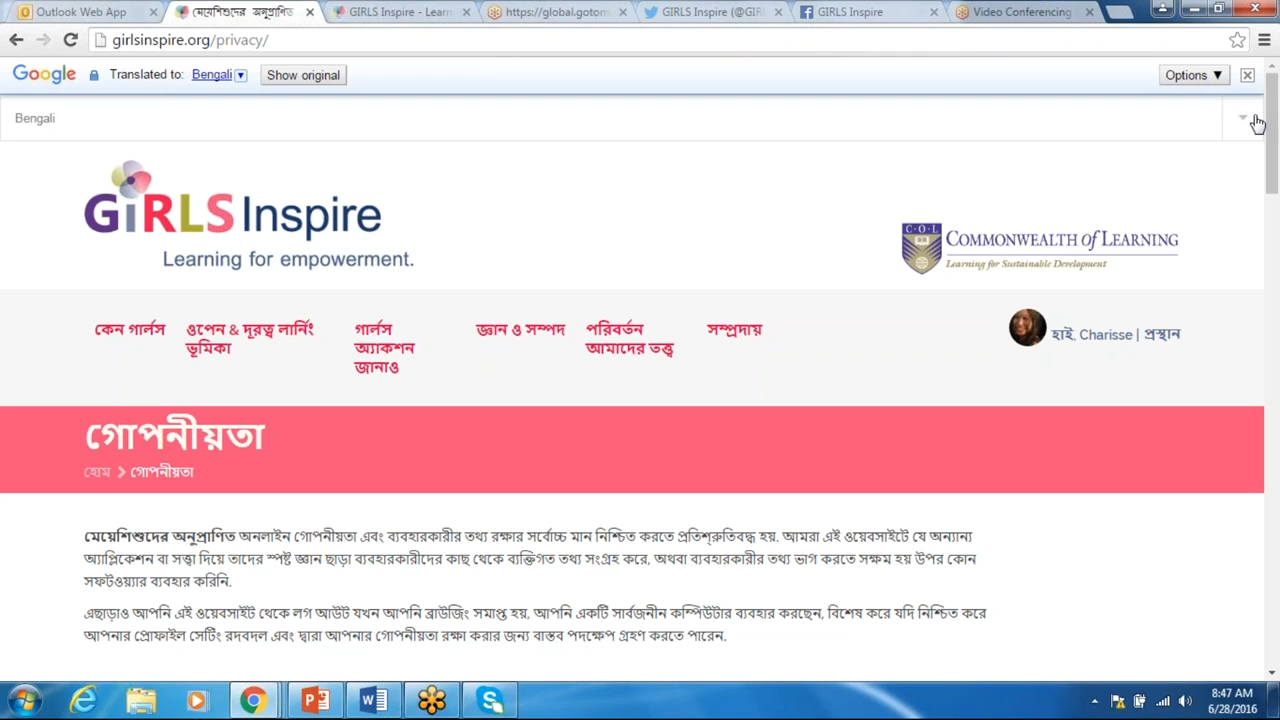 Outlook Web App
মেয়েশিশুদের অনুপ্রাণিত
GIRLS Inspire - Learn
https://global.gotom
GIRLS Inspire (@GIR
GIRLS Inspire
Video Conferencing
girlsinspire.org/privacy/
Google Translated to: Bengali Show original Options ▼
Bengali
GiRLS Inspire
Learning for empowerment.
C·O·L COMMONWEALTH of LEARNING
Learning for Sustainable Development
কেন গার্লস
ওপেন & দূরত্ব লার্নিং
ভূমিকা
গার্লস
অ্যাকশন
জানাও
জ্ঞান ও সম্পদ
পরিবর্তন
আমাদের তত্ত্ব
সম্প্রদায়
হাই, Charisse | প্রস্থান
গোপনীয়তা
হোম > গোপনীয়তা
মেয়েশিশুদের অনুপ্রাণিত অনলাইন গোপনীয়তা এবং ব্যবহারকারীর তথ্য রক্ষার সর্বোচ্চ মান নিশ্চিত করতে প্রতিশ্রুতিবদ্ধ হয়. আমরা এই ওয়েবসাইটে যে অন্যান্য
অ্যাপ্লিকেশন বা সত্ত্বা দিয়ে তাদের স্পষ্ট জ্ঞান ছাড়া ব্যবহারকারীদের কাছ থেকে ব্যক্তিগত তথ্য সংগ্রহ করে, অথবা ব্যবহারকারীর তথ্য ভাগ করতে সক্ষম হয় উপর কোন
সফটওয়্যার ব্যবহার করিনি.
এছাড়াও আপনি এই ওয়েবসাইট থেকে লগ আউট যখন আপনি ব্রাউজিং সমাপ্ত হয়, আপনি একটি সার্বজনীন কম্পিউটার ব্যবহার করছেন, বিশেষ করে যদি নিশ্চিত করে
আপনার প্রোফাইল সেটিং রদবদল এবং দ্বারা আপনার গোপনীয়তা রক্ষা করার জন্য বাস্তব পদক্ষেপ গ্রহণ করতে পারেন.
8:47 AM
6/28/2016